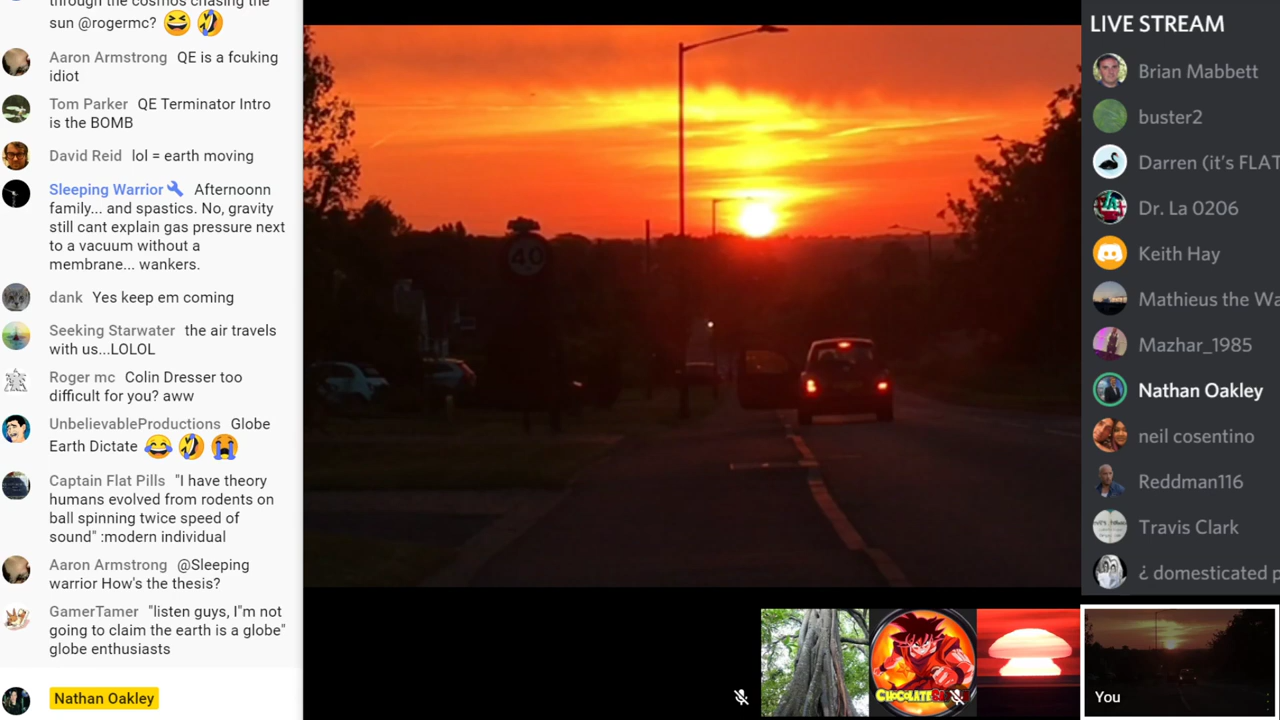 through the cosmos chasing the
sun @rogermc? 😆 🤣
Aaron Armstrong QE is a fcuking
idiot
Tom Parker QE Terminator Intro
is the BOMB
David Reid lol = earth moving
Sleeping Warrior Afternoonn
family... and spastics. No, gravity
still cant explain gas pressure next
to a vacuum without a
membrane... wankers.
dank Yes keep em coming
Seeking Starwater the air travels
with us...LOLOL
Roger mc Colin Dresser too
difficult for you? aww
UnbelievableProductions Globe
Earth Dictate 😂 🤣 😭
Captain Flat Pills "I have theory
humans evolved from rodents on
ball spinning twice speed of
sound" :modern individual
Aaron Armstrong @Sleeping
warrior How's the thesis?
GamerTamer "listen guys, I"m not
going to claim the earth is a globe"
globe enthusiasts
Nathan Oakley
40
LIVE STREAM
Brian Mabbett
buster2
Darren (it's FLAT
Dr. La 0206
Keith Hay
Mathieus the Wa
Mazhar_1985
Nathan Oakley
neil cosentino
Reddman116
Travis Clark
¿ domesticated p
You